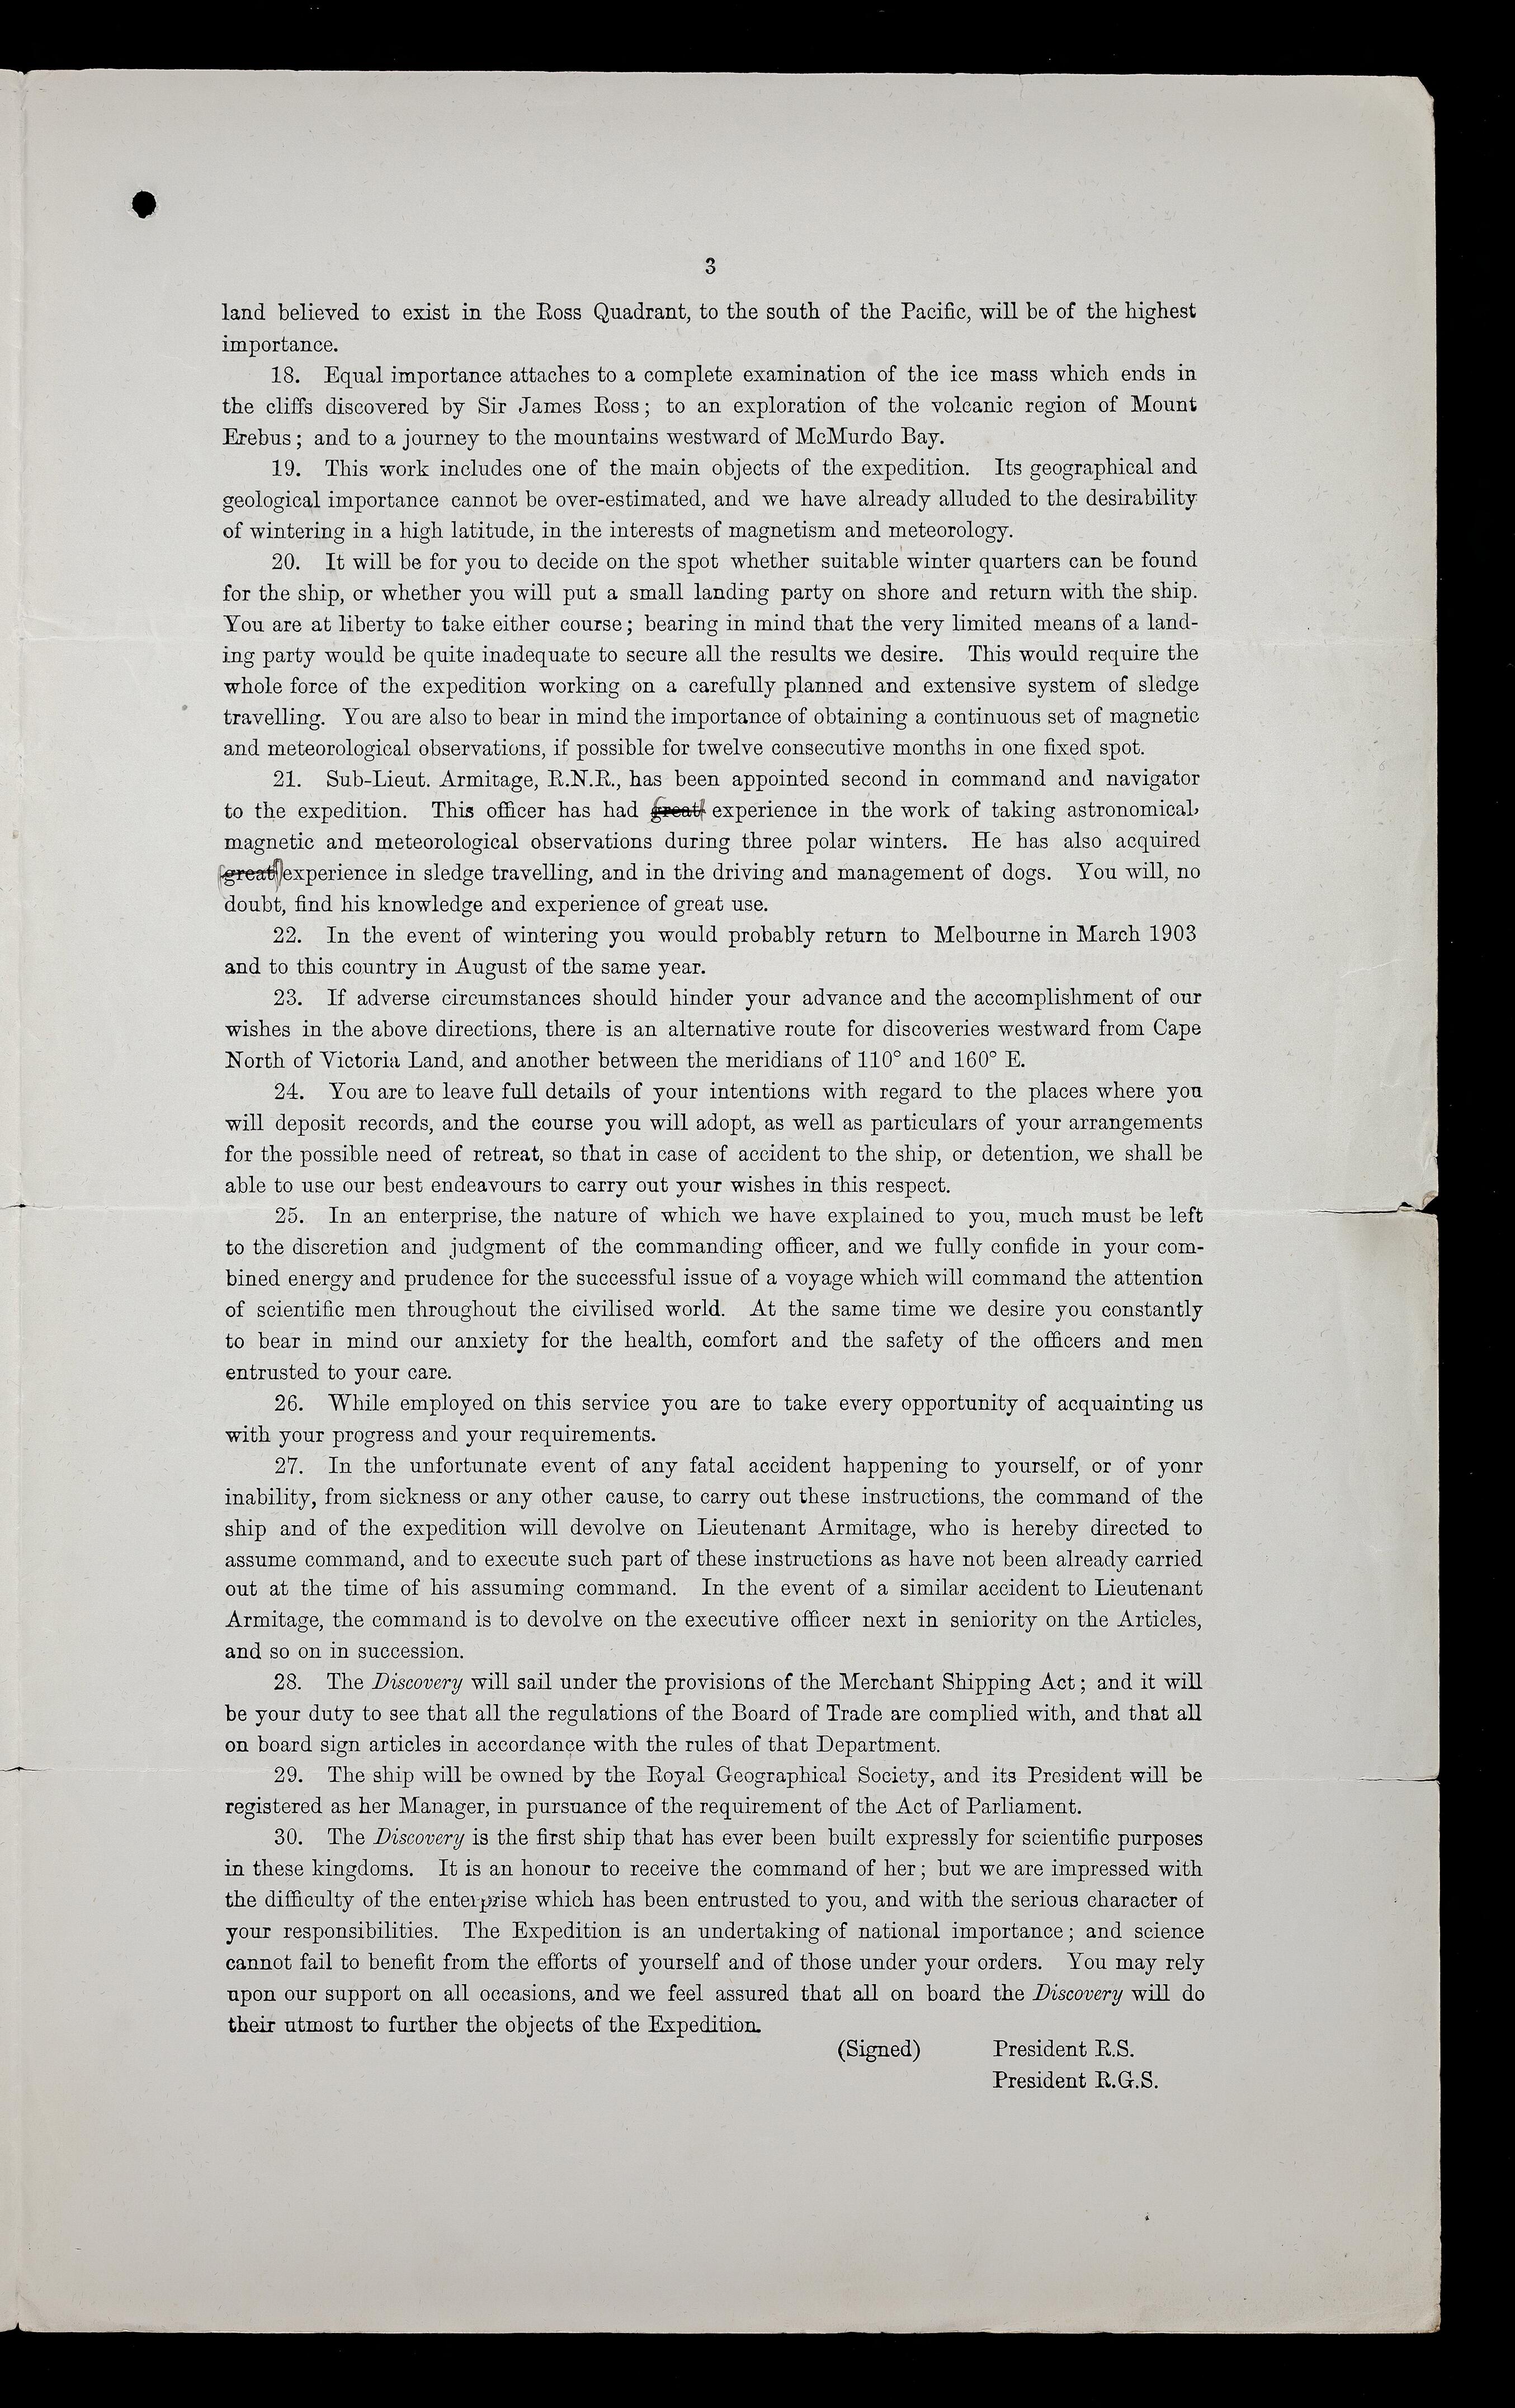 3
land believed to exist in the Ross Quadrant, to the south of the Pacific, will be of the highest
importance.
18. Equal importance attaches to a complete examination of the ice mass which ends in
the cliffs discovered by Sir James Ross; to an exploration of the volcanic region of Mount
Erebus; and to a journey to the mountains westward of McMurdo Bay.
19. This work includes one of the main objects of the expedition. Its geographical and
geological importance cannot be over-estimated, and we have already alluded to the desirability
of wintering in a high latitude, in the interests of magnetism and meteorology.
20. It will be for you to decide on the spot whether suitable winter quarters can be found
for the ship, or whether you will put a small landing party on shore and return with the ship.
You are at liberty to take either course; bearing in mind that the very limited means of a land-
ing party would be quite inadequate to secure all the results we desire. This would require the
whole force of the expedition working on a carefully planned and extensive system of sledge
travelling. You are also to bear in mind the importance of obtaining a continuous set of magnetic
and meteorological observations, if possible for twelve consecutive months in one fixed spot.
21. Sub-Lieut. Armitage, R.N.R., has been appointed second in command and navigator
to the expedition. This officer has had great experience in the work of taking astronomical,
magnetic and meteorological observations during three polar winters. He has also acquired
great experience in sledge travelling, and in the driving and management of dogs. You will, no
doubt, find his knowledge and experience of great use.
22. In the event of wintering you would probably return to Melbourne in March 1903
and to this country in August of the same year.
23. If adverse circumstances should hinder your advance and the accomplishment of our
wishes in the above directions, there is an alternative route for discoveries westward from Cape
North of Victoria Land, and another between the meridians of 110° and 160° E.
24. You are to leave full details of your intentions with regard to the places where you
will deposit records, and the course you will adopt, as well as particulars of your arrangements
for the possible need of retreat, so that in case of accident to the ship, or detention, we shall be
able to use our best endeavours to carry out your wishes in this respect.
25. In an enterprise, the nature of which we have explained to you, much must be left
to the discretion and judgment of the commanding officer, and we fully confide in your com-
bined energy and prudence for the successful issue of a voyage which will command the attention
of scientific men throughout the civilised world. At the same time we desire you constantly
to bear in mind our anxiety for the health, comfort and the safety of the officers and men
entrusted to your care.
26. While employed on this service you are to take every opportunity of acquainting us
with your progress and your requirements.
27. In the unfortunate event of any fatal accident happening to yourself, or of yonr
inability, from sickness or any other cause, to carry out these instructions, the command of the
ship and of the expedition will devolve on Lieutenant Armitage, who is hereby directed to
assume command, and to execute such part of these instructions as have not been already carried
out at the time of his assuming command. In the event of a similar accident to Lieutenant
Armitage, the command is to devolve on the executive officer next in seniority on the Articles,
and so on in succession.
28. The Discovery will sail under the provisions of the Merchant Shipping Act; and it will
be your duty to see that all the regulations of the Board of Trade are complied with, and that all
on board sign articles in accordance with the rules of that Department.
29. The ship will be owned by the Royal Geographical Society, and its President will be
registered as her Manager, in pursuance of the requirement of the Act of Parliament.
30. The Discovery is the first ship that has ever been built expressly for scientific purposes
in these kingdoms. It is an honour to receive the command of her; but we are impressed with
the difficulty of the enterprise which has been entrusted to you, and with the serious character of
your responsibilities. The Expedition is an undertaking of national importance; and science
cannot fail to benefit from the efforts of yourself and of those under your orders. You may rely
upon our support on all occasions, and we feel assured that all on board the Discovery will do
their utmost to further the objects of the Expedition.
(Signed) President R.S.
President R.G.S.